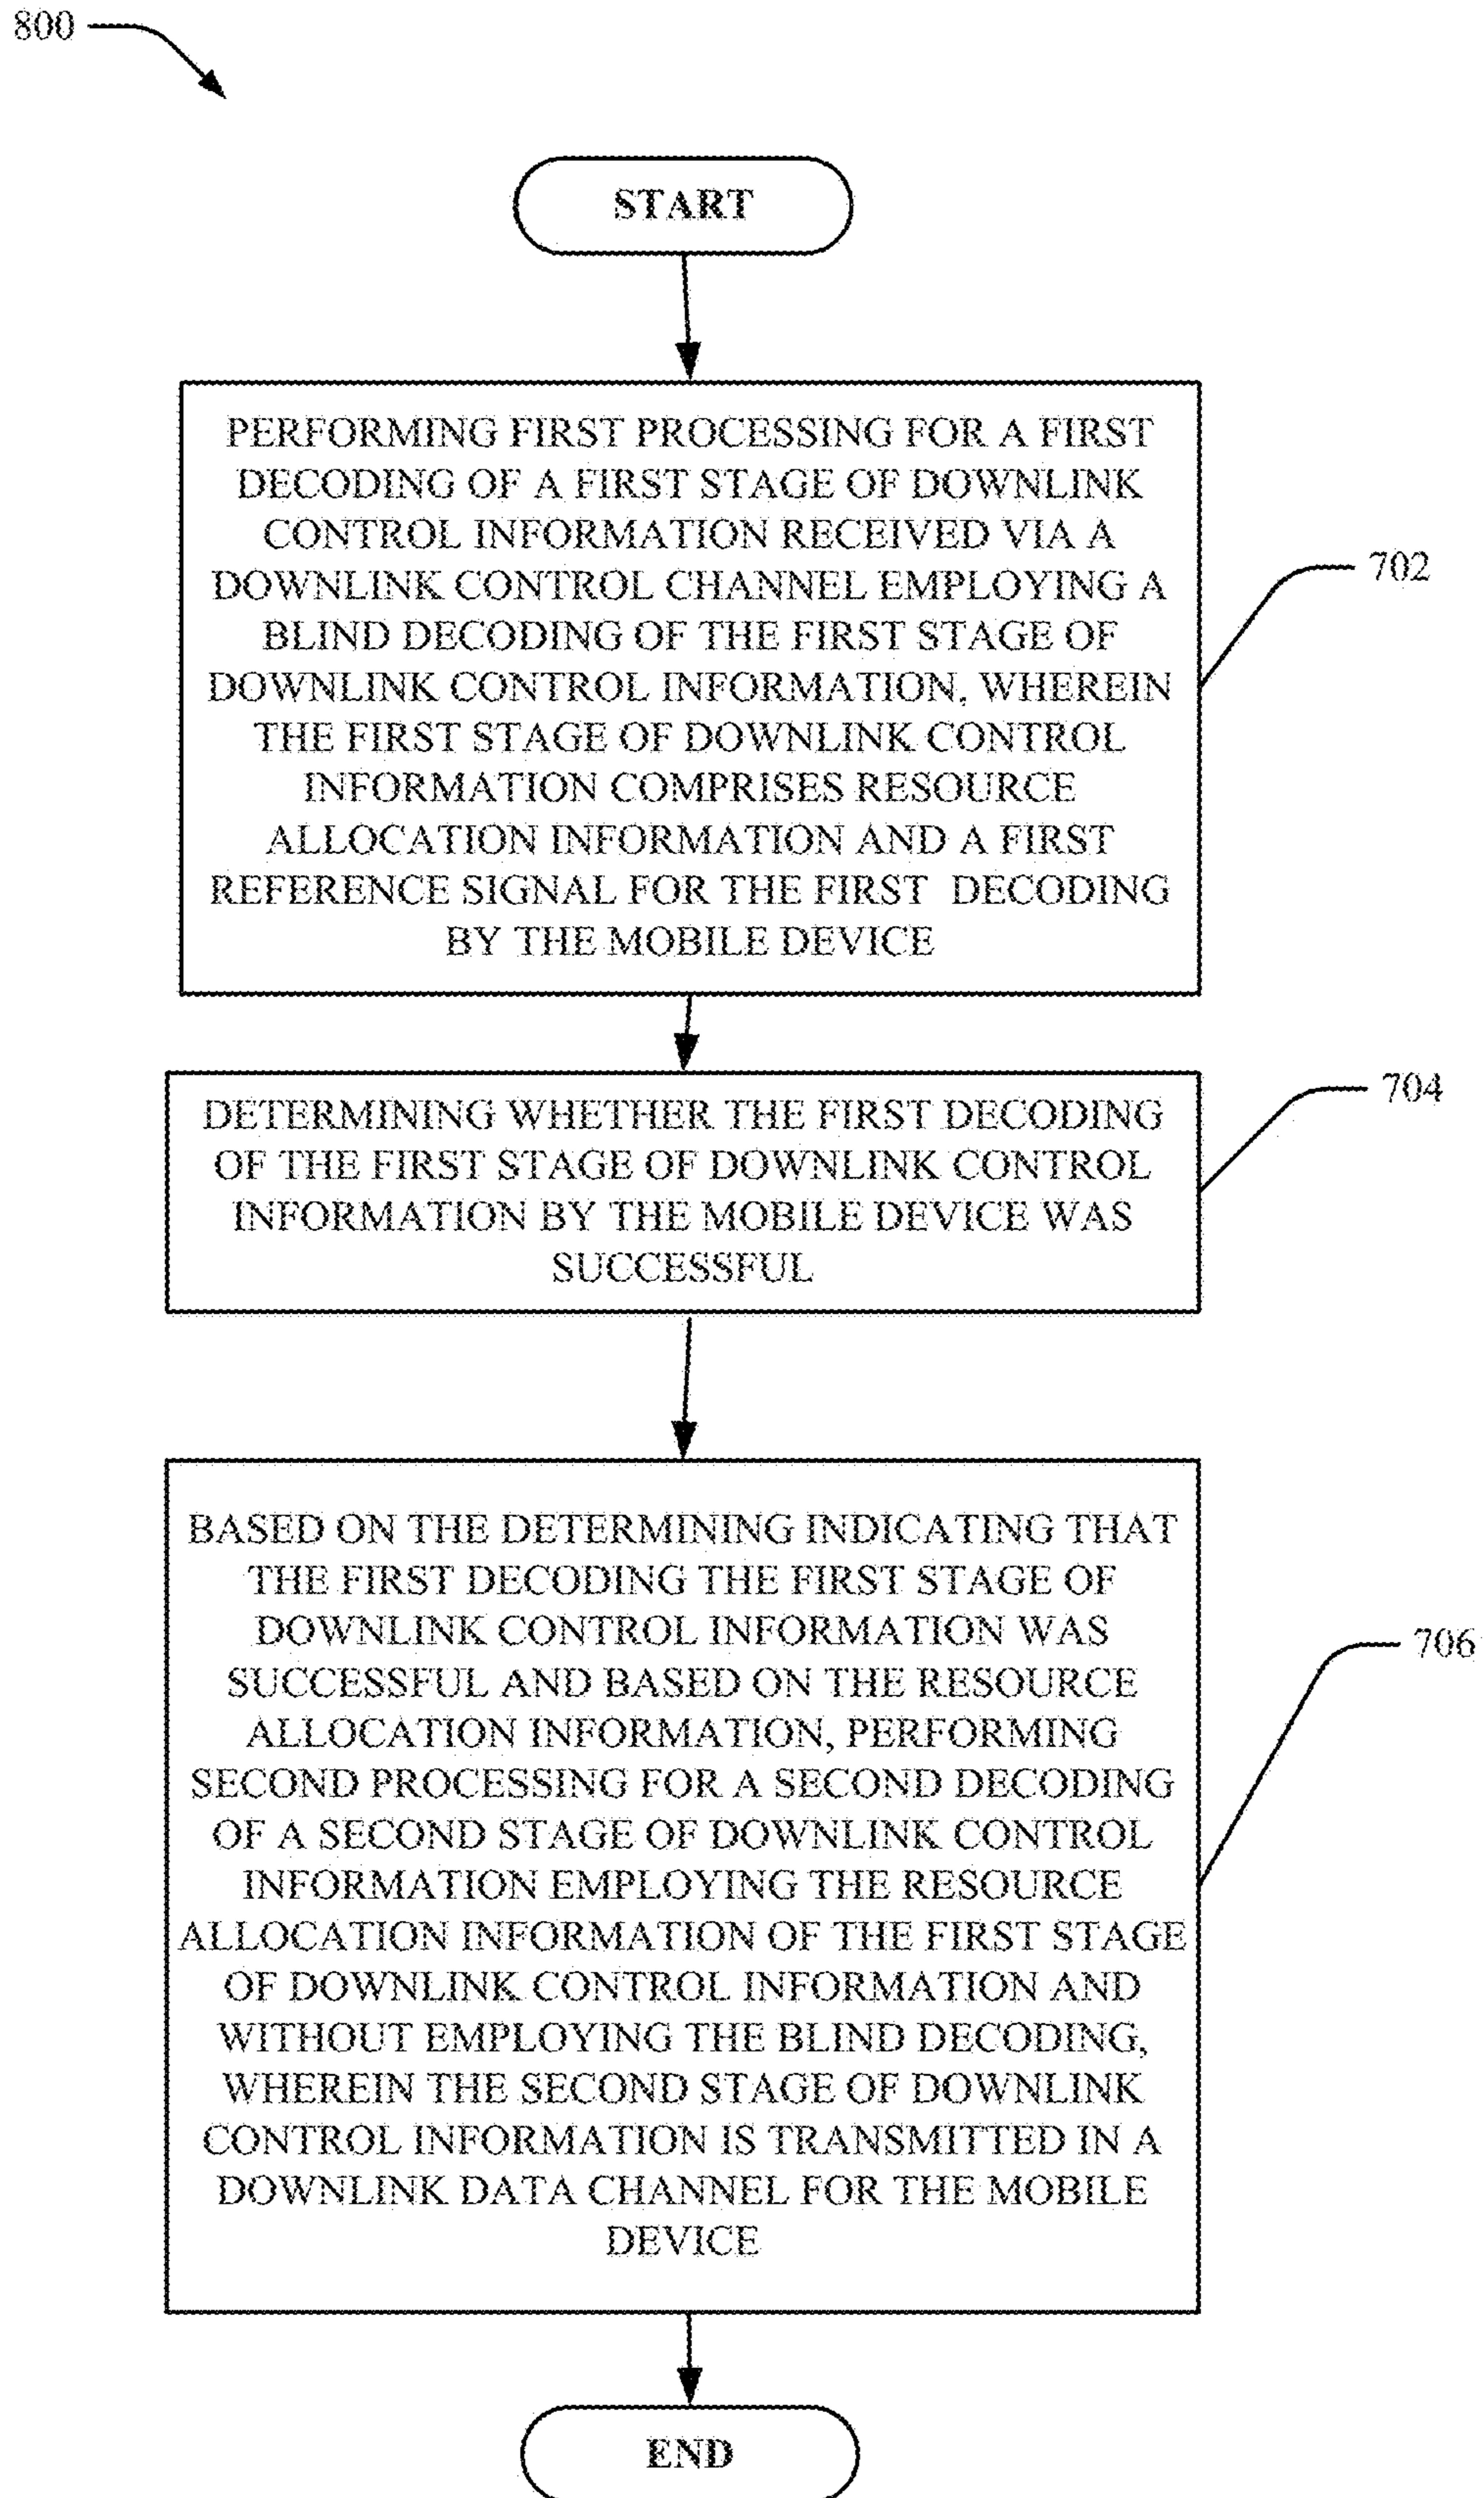 800
START
PERFORMING FIRST PROCESSING FOR A FIRST
DECODING OF A FIRST STAGE OF DOWNLINK
CONTROL INFORMATION RECEIVED VIA A
DOWNLINK CONTROL CHANNEL EMPLOYING A
BLIND DECODING OF THE FIRST STAGE OF
DOWNLINK CONTROL INFORMATION, WHEREIN
THE FIRST STAGE OF DOWNLINK CONTROL
INFORMATION COMPRISES RESOURCE
ALLOCATION INFORMATION AND A FIRST
REFERENCE SIGNAL FOR THE FIRST DECODING
BY THE MOBILE DEVICE
702
DETERMINING WHETHER THE FIRST DECODING
OF THE FIRST STAGE OF DOWNLINK CONTROL
INFORMATION BY THE MOBILE DEVICE WAS
SUCCESSFUL
704
BASED ON THE DETERMINING INDICATING THAT
THE FIRST DECODING THE FIRST STAGE OF
DOWNLINK CONTROL INFORMATION WAS
SUCCESSFUL AND BASED ON THE RESOURCE
ALLOCATION INFORMATION, PERFORMING
SECOND PROCESSING FOR A SECOND DECODING
OF A SECOND STAGE OF DOWNLINK CONTROL
INFORMATION EMPLOYING THE RESOURCE
ALLOCATION INFORMATION OF THE FIRST STAGE
OF DOWNLINK CONTROL INFORMATION AND
WITHOUT EMPLOYING THE BLIND DECODING,
WHEREIN THE SECOND STAGE OF DOWNLINK
CONTROL INFORMATION IS TRANSMITTED IN A
DOWNLINK DATA CHANNEL FOR THE MOBILE
DEVICE
706
END